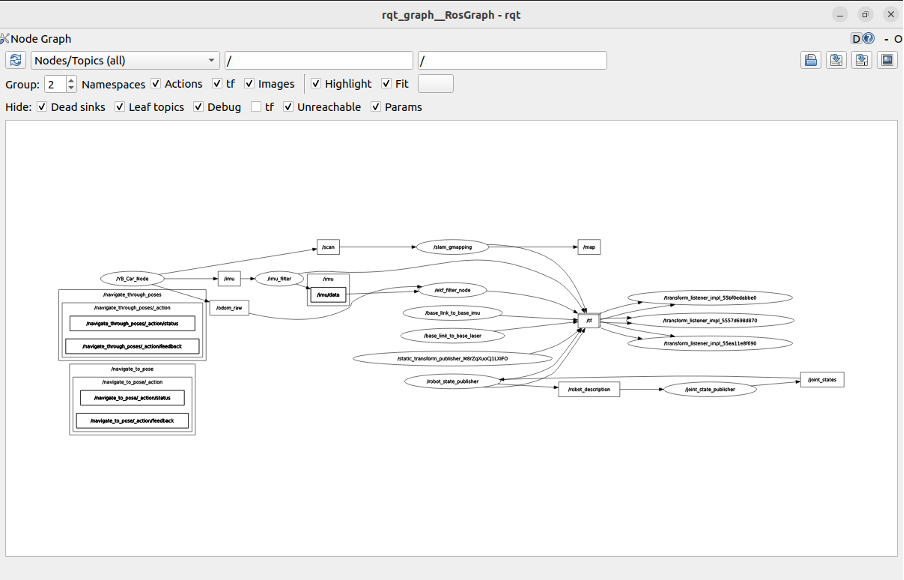 rqt_graph__RosGraph - rqt
Node Graph
D
- O
Nodes/Topics (all)
/
/
Group: 2 Namespaces Actions tf Images Highlight Fit
Hide: Dead sinks Leaf topics Debug tf Unreachable Params
/scan
/slam_gmapping
/map
/YB_Car_Node
/imu
/imu_filter
/imu
/imu/data
/odom_raw
/ekf_filter_node
/navigate_through_poses
/navigate_through_poses/_action
/navigate_through_poses/_action/status
/navigate_through_poses/_action/feedback
/navigate_to_pose
/navigate_to_pose/_action
/navigate_to_pose/_action/status
/navigate_to_pose/_action/feedback
/base_link_to_base_imu
/base_link_to_base_laser
/robot_state_publisher
/tf
/transform_listener_impl_5557d698d870
/robot_description
/joint_state_publisher
/joint_states